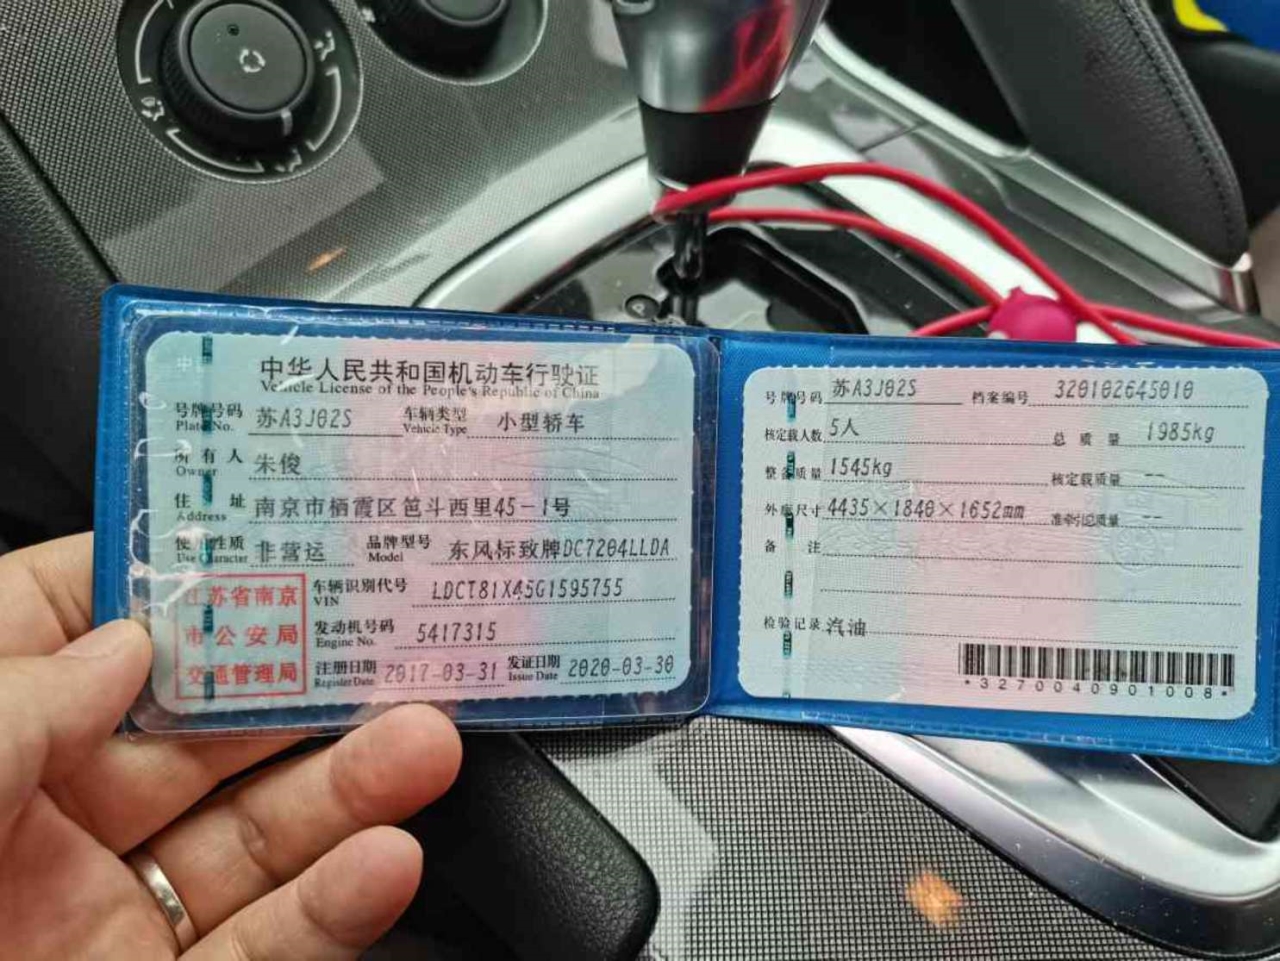 中华人民共和国机动车行驶证
Vehicle License of the People's Republic of China
号牌号码 苏A3J02S 车辆类型 小型轿车
Plate No. Vehicle Type
所有人 朱俊
Owner
住址 南京市栖霞区笆斗西里45-1号
Address
使用性质 非营运 品牌型号 东风标致牌DC7204LLDA
Use Character Model
江苏省南京
市公安局
交通管理局
车辆识别代号 LDCT81X45G1595755
VIN
发动机号码 5417315
Engine No.
注册日期 2017-03-31 发证日期 2020-03-30
Register Date Issue Date
号牌号码 苏A3J02S 档案编号 320102645010
核定载人数 5人 总质量 1985kg
整备质量 1545kg 核定载质量 --
外廓尺寸 4435×1840×1652mm 准牵引总质量 --
备注
检验记录 汽油
*3270040901008*